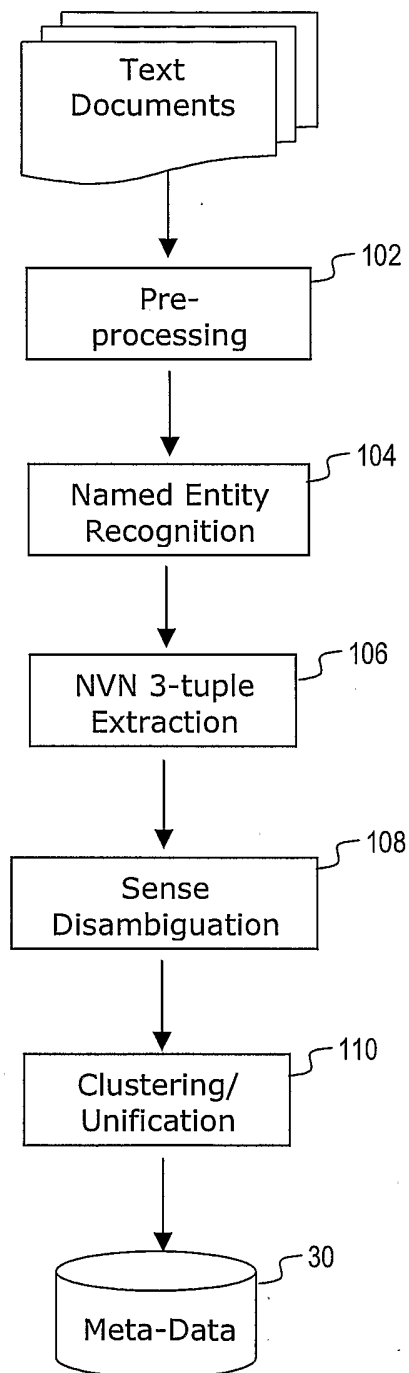 Text
Documents
102
Pre-
processing
104
Named Entity
Recognition
106
NVN 3-tuple
Extraction
108
Sense
Disambiguation
110
Clustering/
Unification
30
Meta-Data